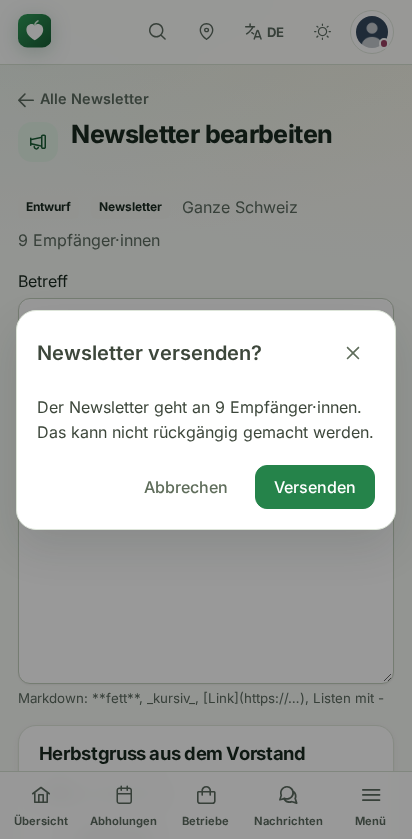 DE
Alle Newsletter
Newsletter bearbeiten
Entwurf Newsletter Ganze Schweiz
9 Empfänger·innen
Betreff
Newsletter versenden?
Der Newsletter geht an 9 Empfänger·innen.
Das kann nicht rückgängig gemacht werden.
Abbrechen Versenden
Markdown: **fett**, _kursiv_, [Link](https://...), Listen mit -
Herbstgruss aus dem Vorstand
Übersicht Abholungen Betriebe Nachrichten Menü